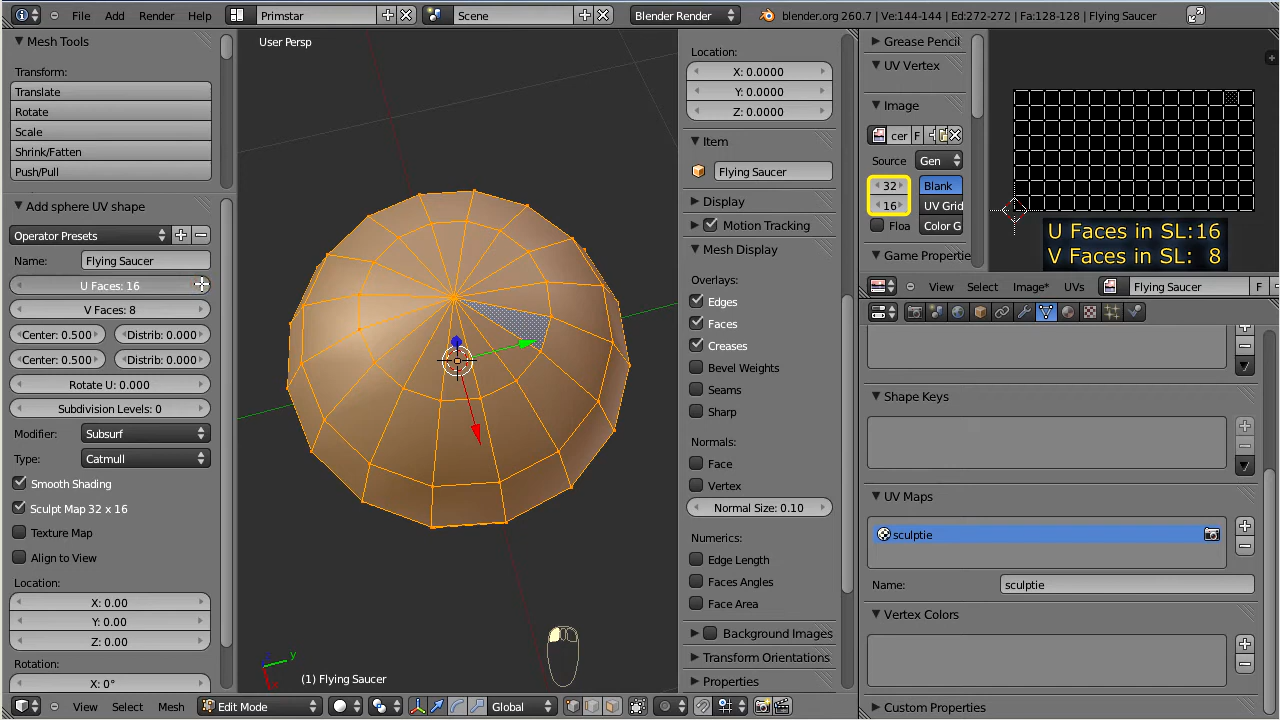 File Add Render Help Primstar Scene Blender Render blender.org 260.7 | Ve:144-144 | Ed:272-272 | Fa:128-128 | Flying Saucer
Mesh Tools
Transform:
Translate
Rotate
Scale
Shrink/Fatten
Push/Pull
Add sphere UV shape
Operator Presets
Name: Flying Saucer
U Faces: 16
V Faces: 8
Center: 0.500 Distrib: 0.000
Center: 0.500 Distrib: 0.000
Rotate U: 0.000
Subdivision Levels: 0
Modifier: Subsurf
Type: Catmull
Smooth Shading
Sculpt Map 32 x 16
Texture Map
Align to View
Location:
X: 0.00
Y: 0.00
Z: 0.00
Rotation:
X: 0°
User Persp
z y
x
(1) Flying Saucer
View Select Mesh Edit Mode Global
Location:
X: 0.0000
Y: 0.0000
Z: 0.0000
Item
Flying Saucer
Display
Motion Tracking
Mesh Display
Overlays:
Edges
Faces
Creases
Bevel Weights
Seams
Sharp
Normals:
Face
Vertex
Normal Size: 0.10
Numerics:
Edge Length
Faces Angles
Face Area
Background Images
Transform Orientations
Properties
Grease Pencil
UV Vertex
Image
cer F
Source Gen
32 Blank
16 UV Grid
Floa Color G
Game Propertie
U Faces in SL:16
V Faces in SL: 8
View Select Image* UVs Flying Saucer F
Shape Keys
UV Maps
sculptie
Name: sculptie
Vertex Colors
Custom Properties